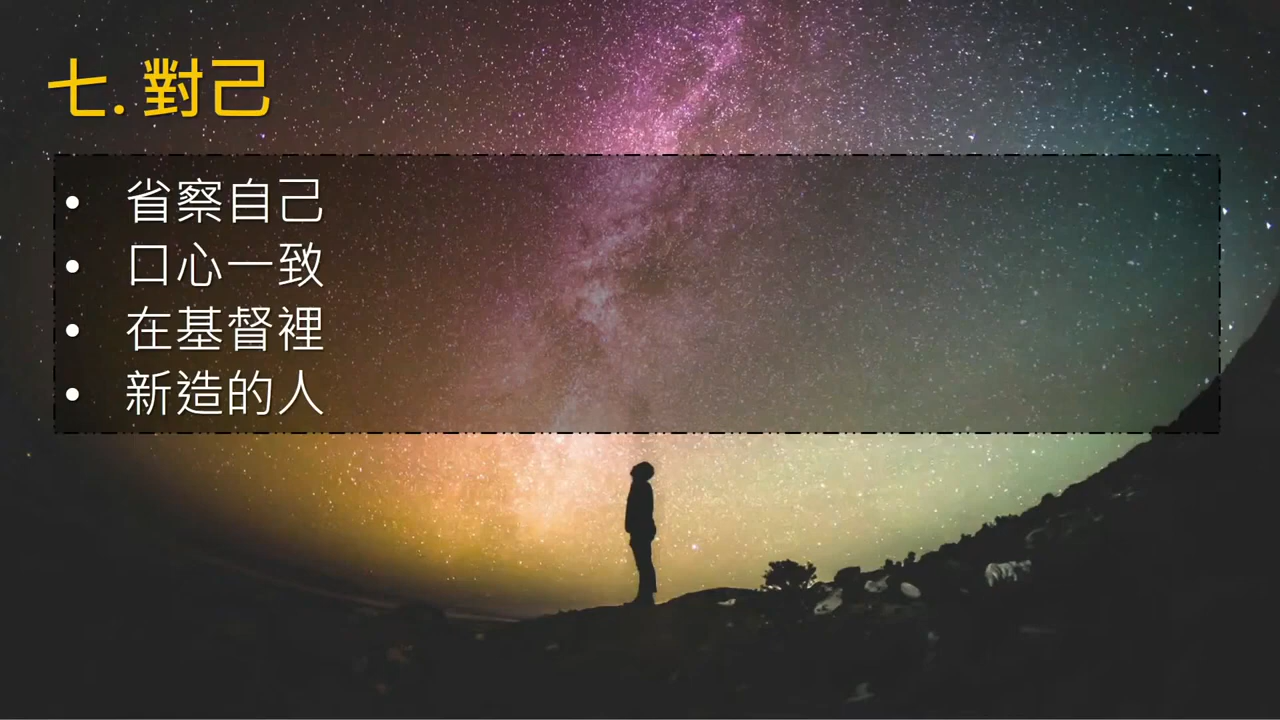 七. 對己
• 省察自己
• 口心一致
• 在基督裡
• 新造的人